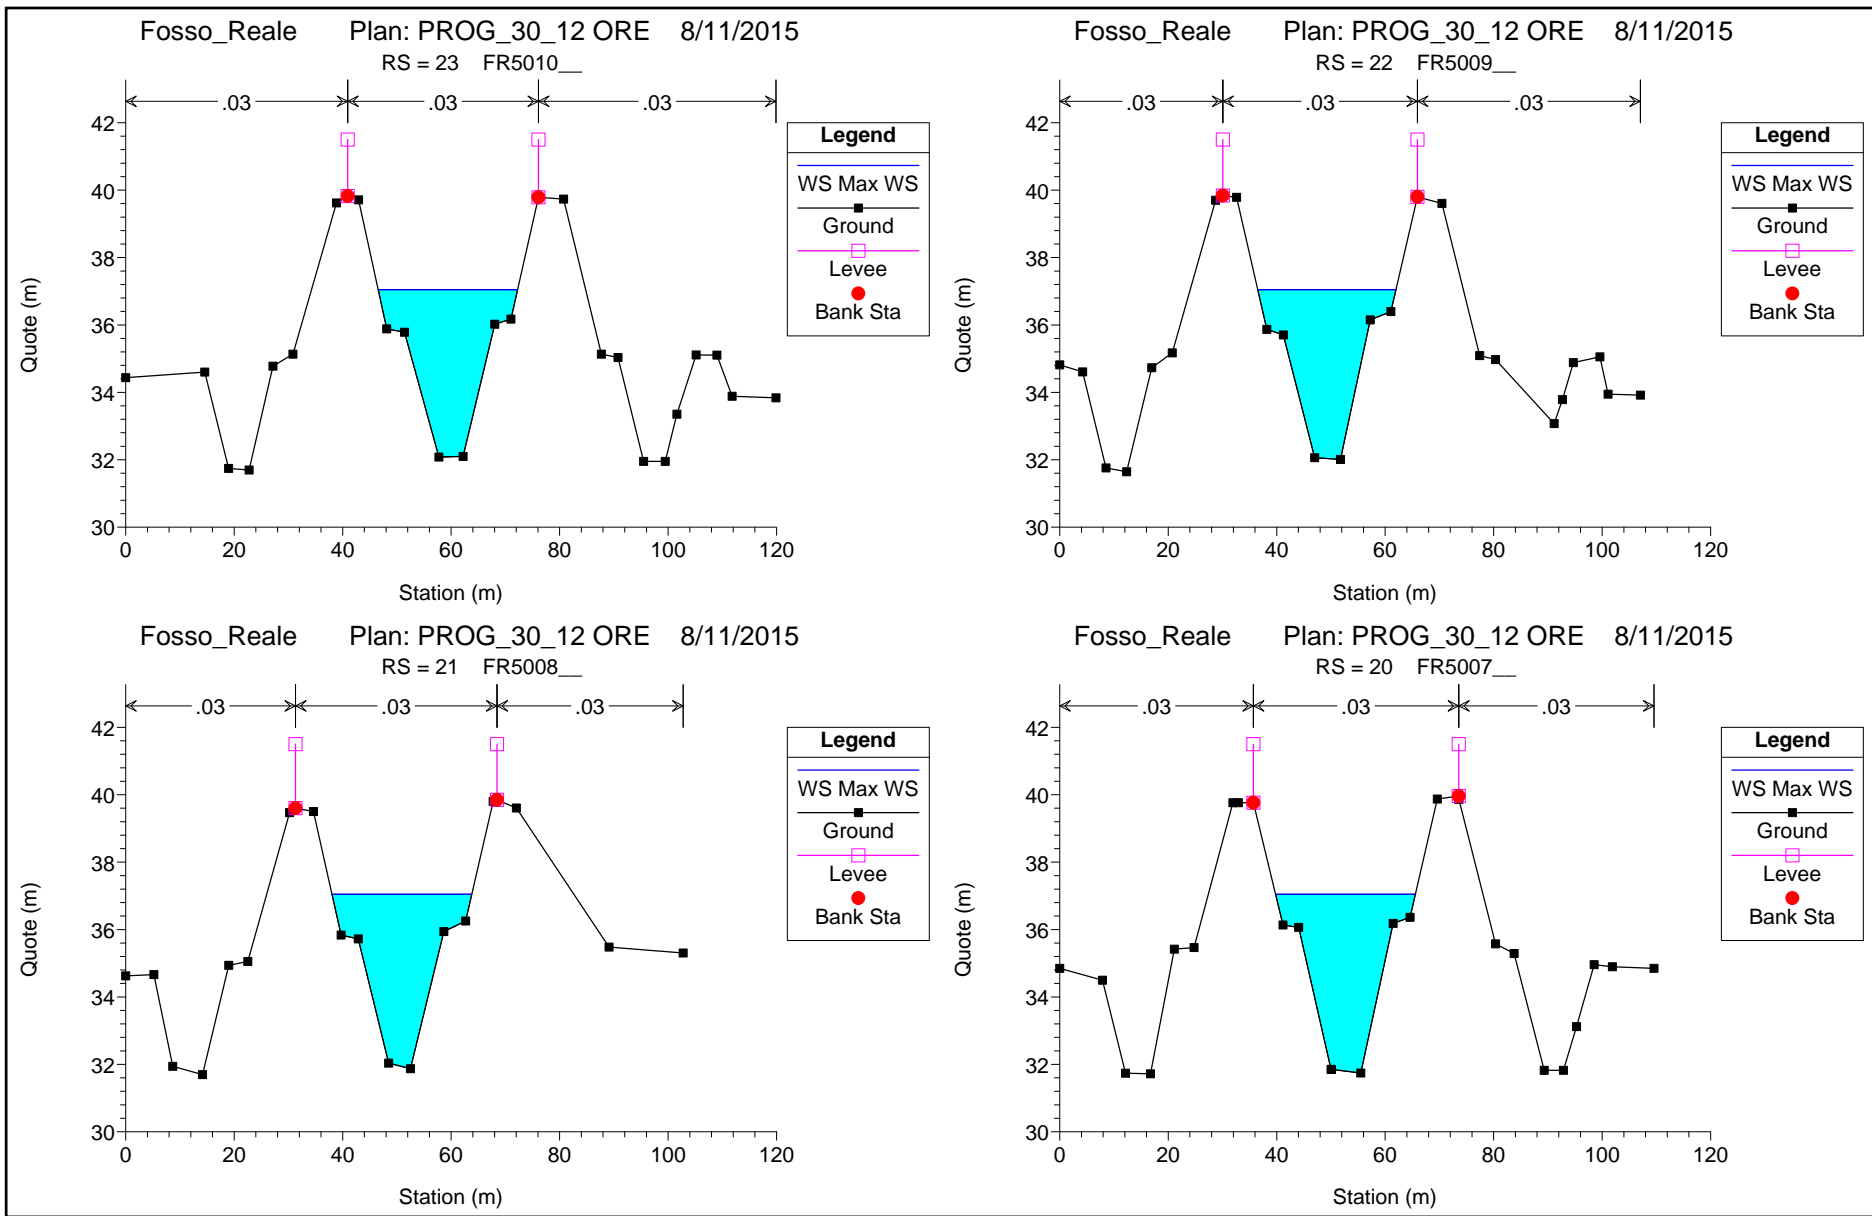 Fosso_Reale Plan: PROG_30_12 ORE 8/11/2015
RS = 23 FR5010__
.03 .03 .03
42
40
38
36
34
32
30
Quote (m)
0 20 40 60 80 100 120
Station (m)
Legend
WS Max WS
Ground
Levee
Bank Sta
Fosso_Reale Plan: PROG_30_12 ORE 8/11/2015
RS = 22 FR5009__
.03 .03 .03
42
40
38
36
34
32
30
Quote (m)
0 20 40 60 80 100 120
Station (m)
Legend
WS Max WS
Ground
Levee
Bank Sta
Fosso_Reale Plan: PROG_30_12 ORE 8/11/2015
RS = 21 FR5008__
.03 .03 .03
42
40
38
36
34
32
30
Quote (m)
0 20 40 60 80 100 120
Station (m)
Legend
WS Max WS
Ground
Levee
Bank Sta
Fosso_Reale Plan: PROG_30_12 ORE 8/11/2015
RS = 20 FR5007__
.03 .03 .03
42
40
38
36
34
32
30
Quote (m)
0 20 40 60 80 100 120
Station (m)
Legend
WS Max WS
Ground
Levee
Bank Sta